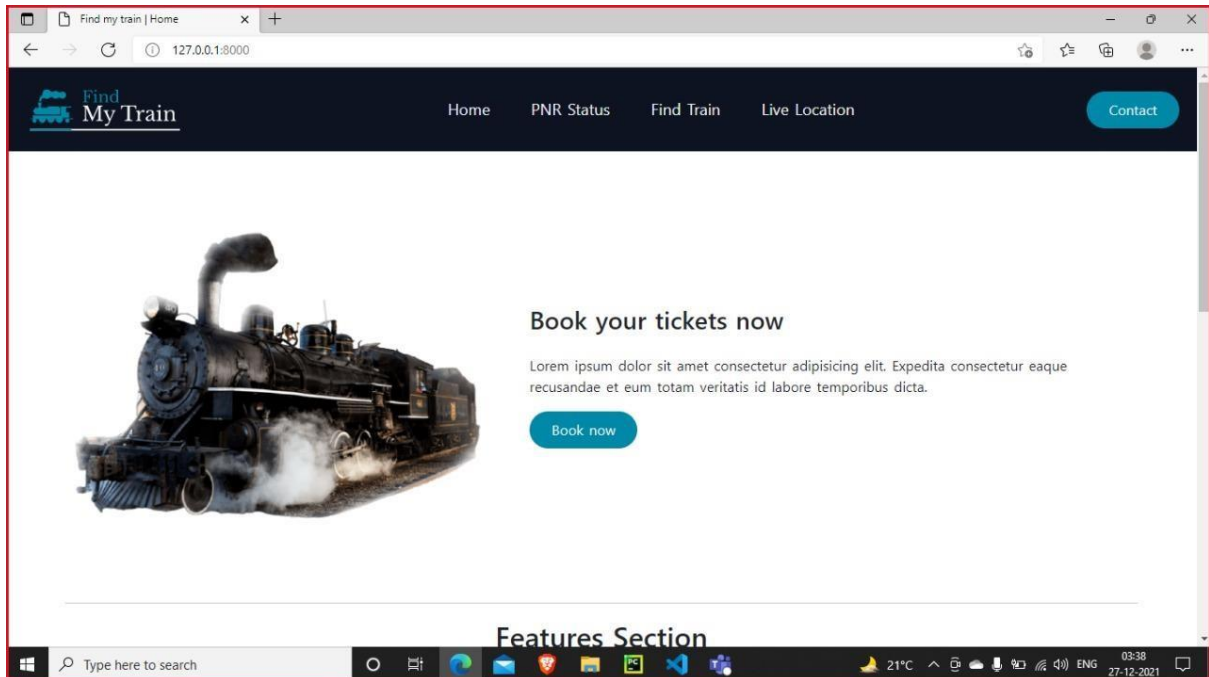 Find my train | Home
127.0.0.1:8000
Find
My Train
Home PNR Status Find Train Live Location Contact
Book your tickets now
Lorem ipsum dolor sit amet consectetur adipisicing elit. Expedita consectetur eaque
recusandae et eum totam veritatis id labore temporibus dicta.
Book now
Features Section
Type here to search
PC
21°C
ENG
03:38
27-12-2021